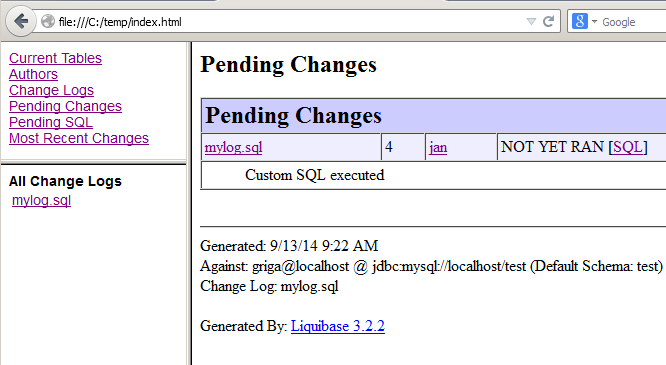 file:///C:/temp/index.html
Google
Current Tables
Authors
Change Logs
Pending Changes
Pending SQL
Most Recent Changes
All Change Logs
mylog.sql
Pending Changes
Pending Changes
mylog.sql 4 jan NOT YET RAN [SQL]
Custom SQL executed
Generated: 9/13/14 9:22 AM
Against: griga@localhost @ jdbc:mysql://localhost/test (Default Schema: test)
Change Log: mylog.sql
Generated By: Liquibase 3.2.2